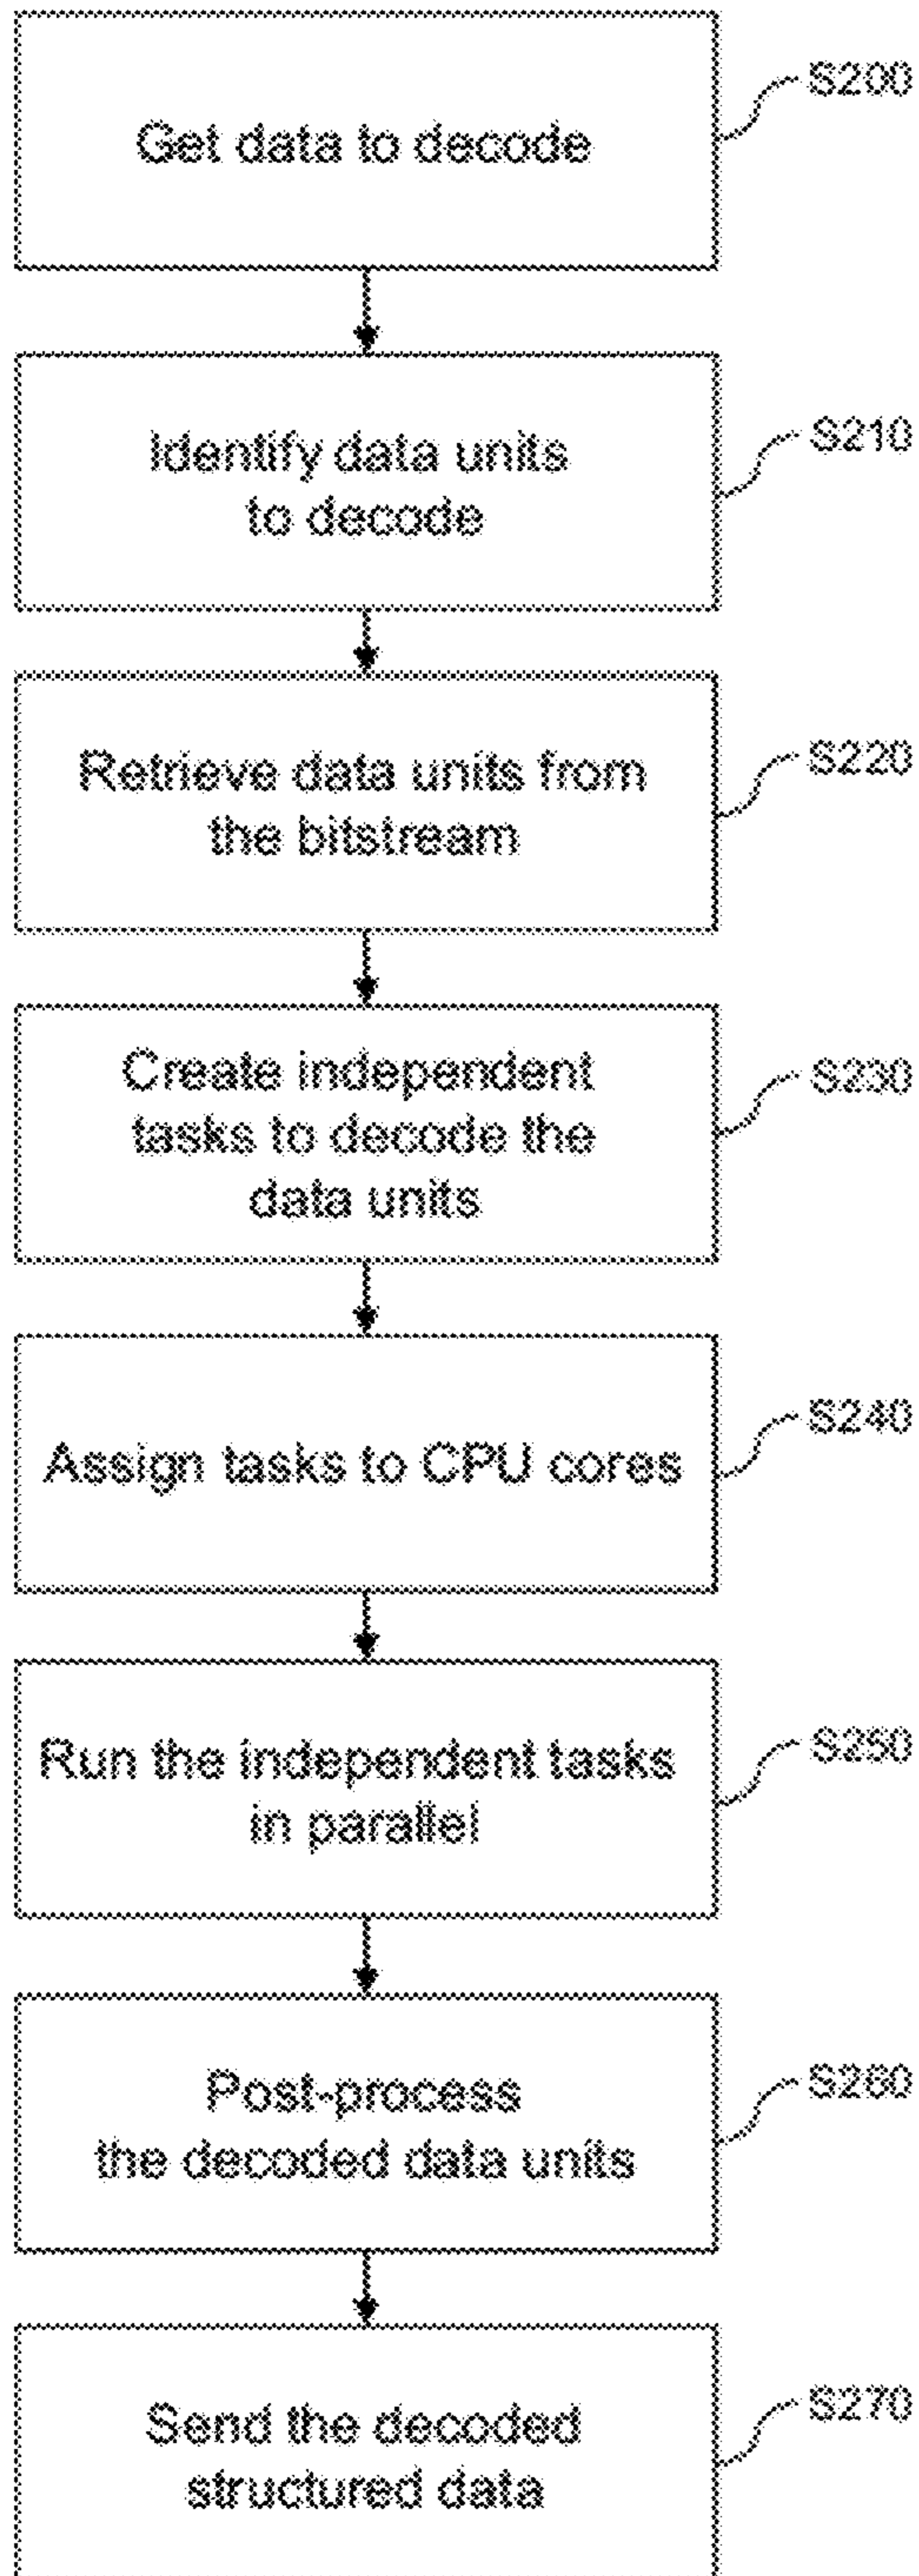 Get data to decode
S200
Identify data units
to decode
S210
Retrieve data units from
the bitstream
S220
Create independent
tasks to decode the
data units
S230
Assign tasks to CPU cores
S240
Run the independent tasks
in parallel
S250
Post-process
the decoded data units
S260
Send the decoded
structured data
S270